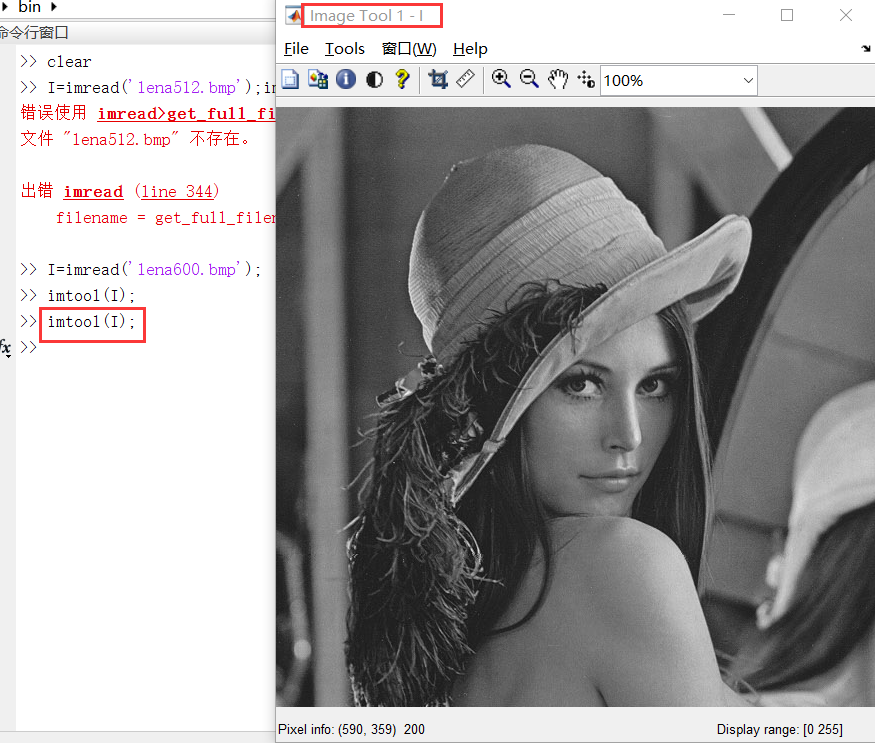 bin
命令行窗口
>> clear
>> I=imread('lena512.bmp');
错误使用 imread>get_full_fi
文件 "lena512.bmp" 不存在。
出错 imread (line 344)
filename = get_full_filen
>> I=imread('lena600.bmp');
>> imtool(I);
>> imtool(I);
fx >>
Image Tool 1 - I
File Tools 窗口(W) Help
100%
Pixel info: (590, 359) 200
Display range: [0 255]